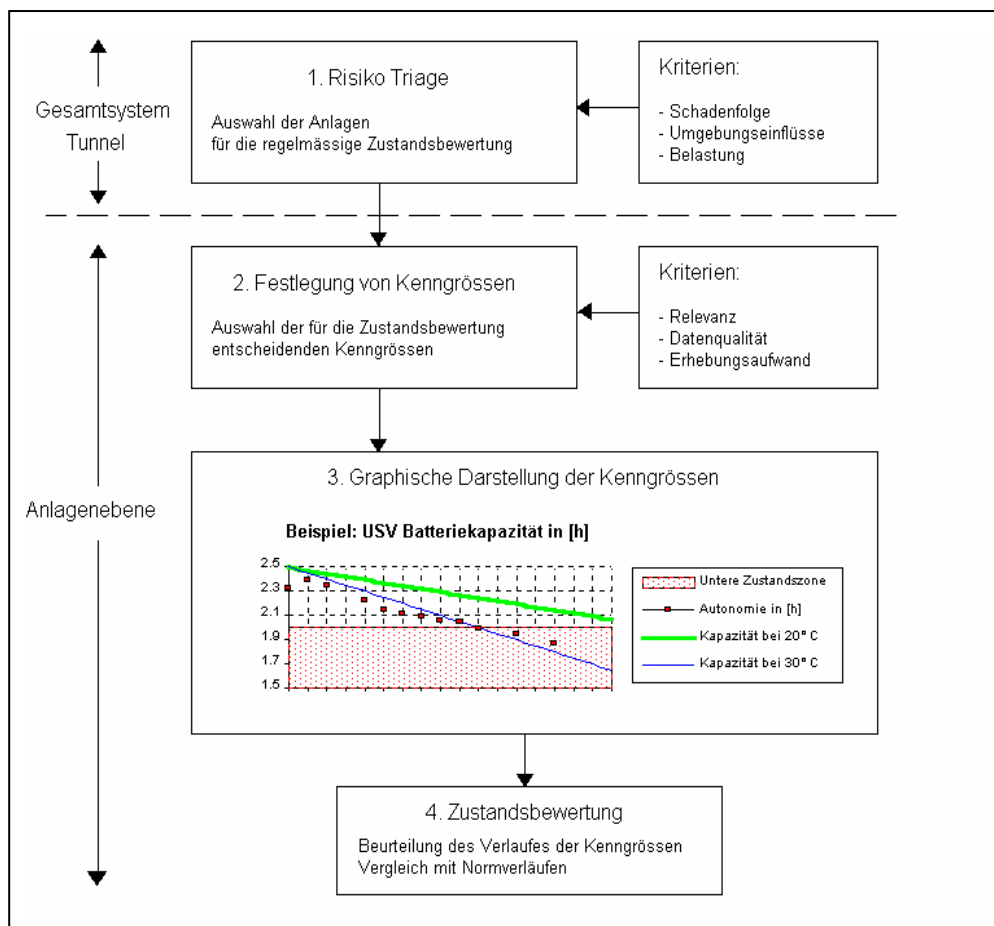 Gesamtsystem
Tunnel
1. Risiko Triage
Auswahl der Anlagen
für die regelmässige Zustandsbewertung
Kriterien:
- Schadenfolge
- Umgebungseinflüsse
- Belastung
Anlagenebene
2. Festlegung von Kenngrössen
Auswahl der für die Zustandsbewertung
entscheidenden Kenngrössen
Kriterien:
- Relevanz
- Datenqualität
- Erhebungsaufwand
3. Graphische Darstellung der Kenngrössen
Beispiel: USV Batteriekapazität in [h]
2.5
2.3
2.1
1.9
1.7
1.5
Untere Zustandszone
Autonomie in [h]
Kapazität bei 20° C
Kapazität bei 30° C
4. Zustandsbewertung
Beurteilung des Verlaufes der Kenngrössen
Vergleich mit Normverläufen